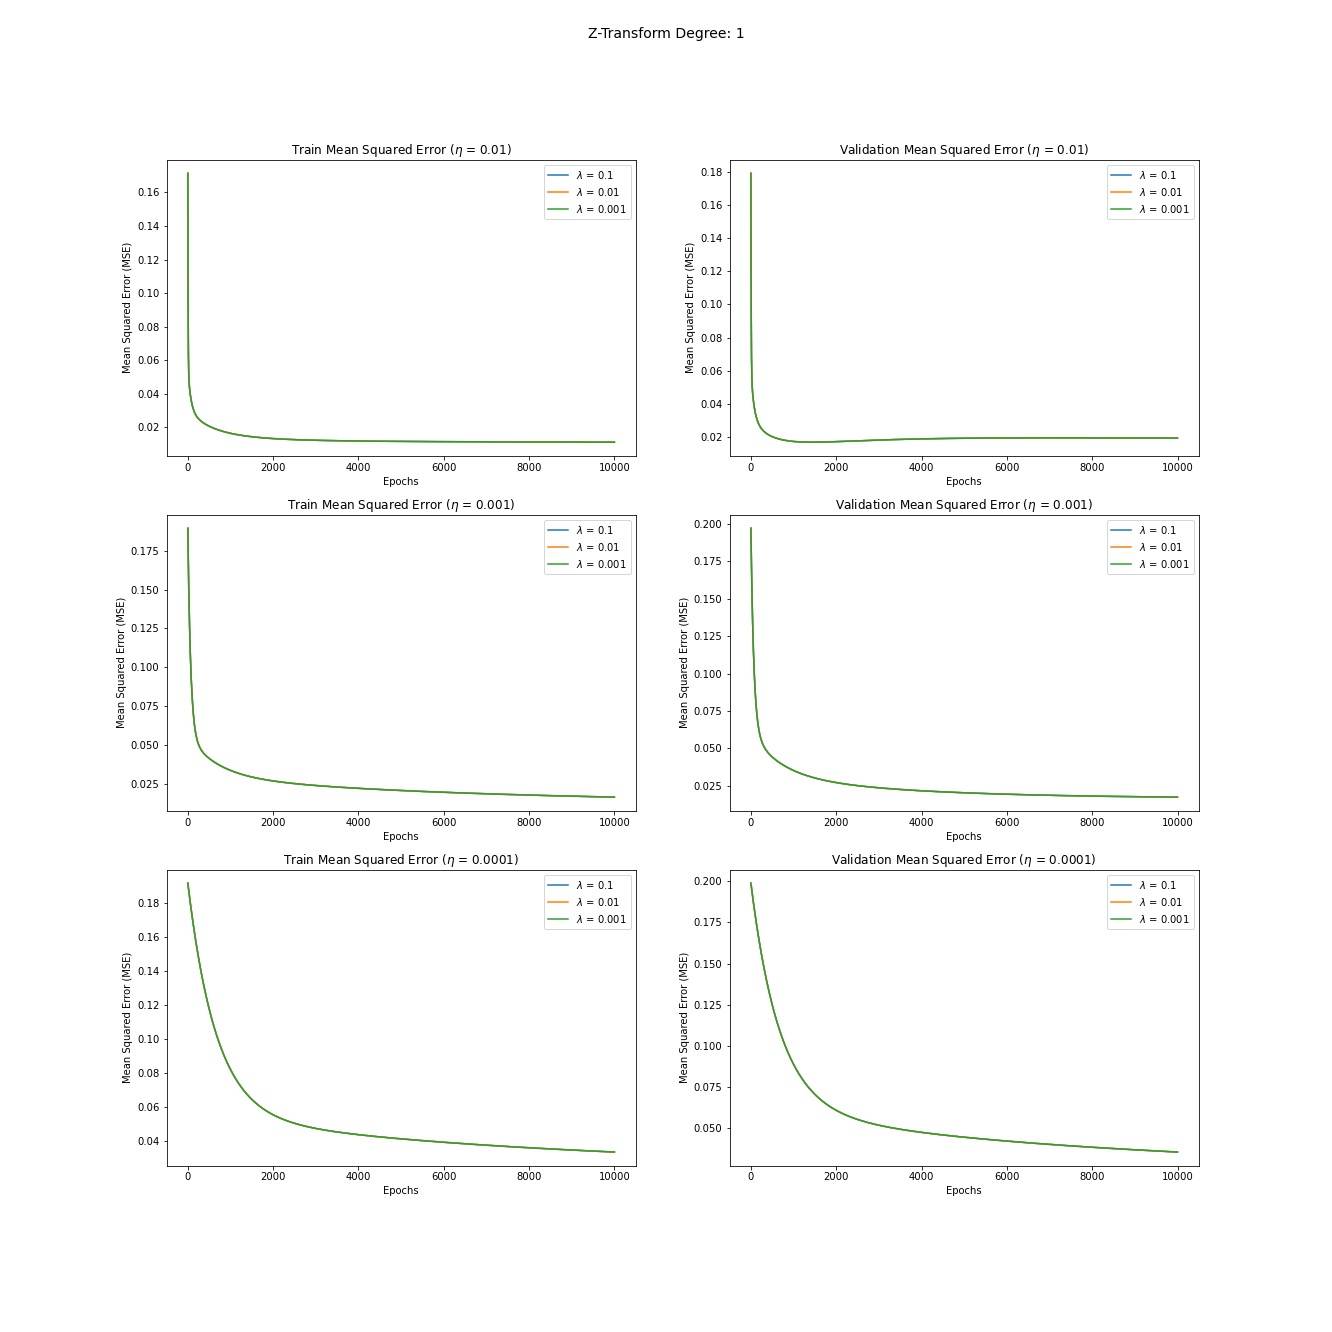 Z-Transform Degree: 1
Train Mean Squared Error (η = 0.01)
Mean Squared Error (MSE)
0.16
0.14
0.12
0.10
0.08
0.06
0.04
0.02
λ = 0.1
λ = 0.01
λ = 0.001
0 2000 4000 6000 8000 10000
Epochs
Validation Mean Squared Error (η = 0.01)
Mean Squared Error (MSE)
0.18
0.16
0.14
0.12
0.10
0.08
0.06
0.04
0.02
λ = 0.1
λ = 0.01
λ = 0.001
0 2000 4000 6000 8000 10000
Epochs
Train Mean Squared Error (η = 0.001)
Mean Squared Error (MSE)
0.175
0.150
0.125
0.100
0.075
0.050
0.025
λ = 0.1
λ = 0.01
λ = 0.001
0 2000 4000 6000 8000 10000
Epochs
Validation Mean Squared Error (η = 0.001)
Mean Squared Error (MSE)
0.200
0.175
0.150
0.125
0.100
0.075
0.050
0.025
λ = 0.1
λ = 0.01
λ = 0.001
0 2000 4000 6000 8000 10000
Epochs
Train Mean Squared Error (η = 0.0001)
Mean Squared Error (MSE)
0.18
0.16
0.14
0.12
0.10
0.08
0.06
0.04
λ = 0.1
λ = 0.01
λ = 0.001
0 2000 4000 6000 8000 10000
Epochs
Validation Mean Squared Error (η = 0.0001)
Mean Squared Error (MSE)
0.200
0.175
0.150
0.125
0.100
0.075
0.050
λ = 0.1
λ = 0.01
λ = 0.001
0 2000 4000 6000 8000 10000
Epochs